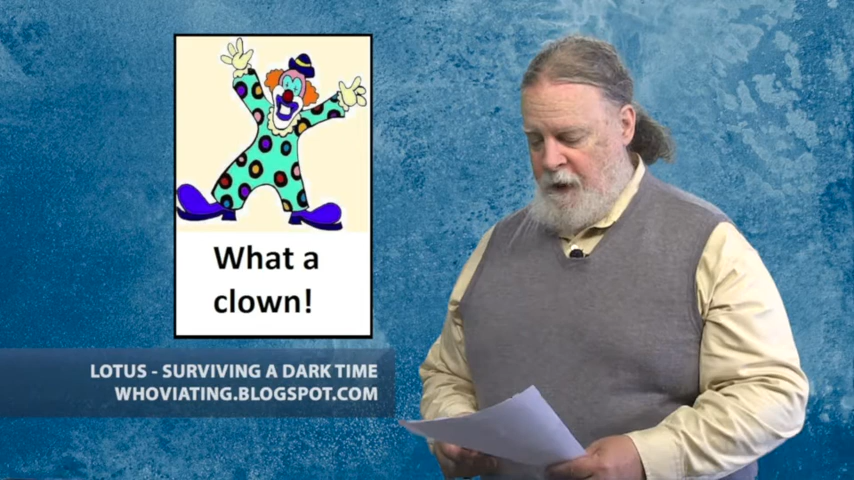 What a
clown!
LOTUS - SURVIVING A DARK TIME
WHOVIATING.BLOGSPOT.COM